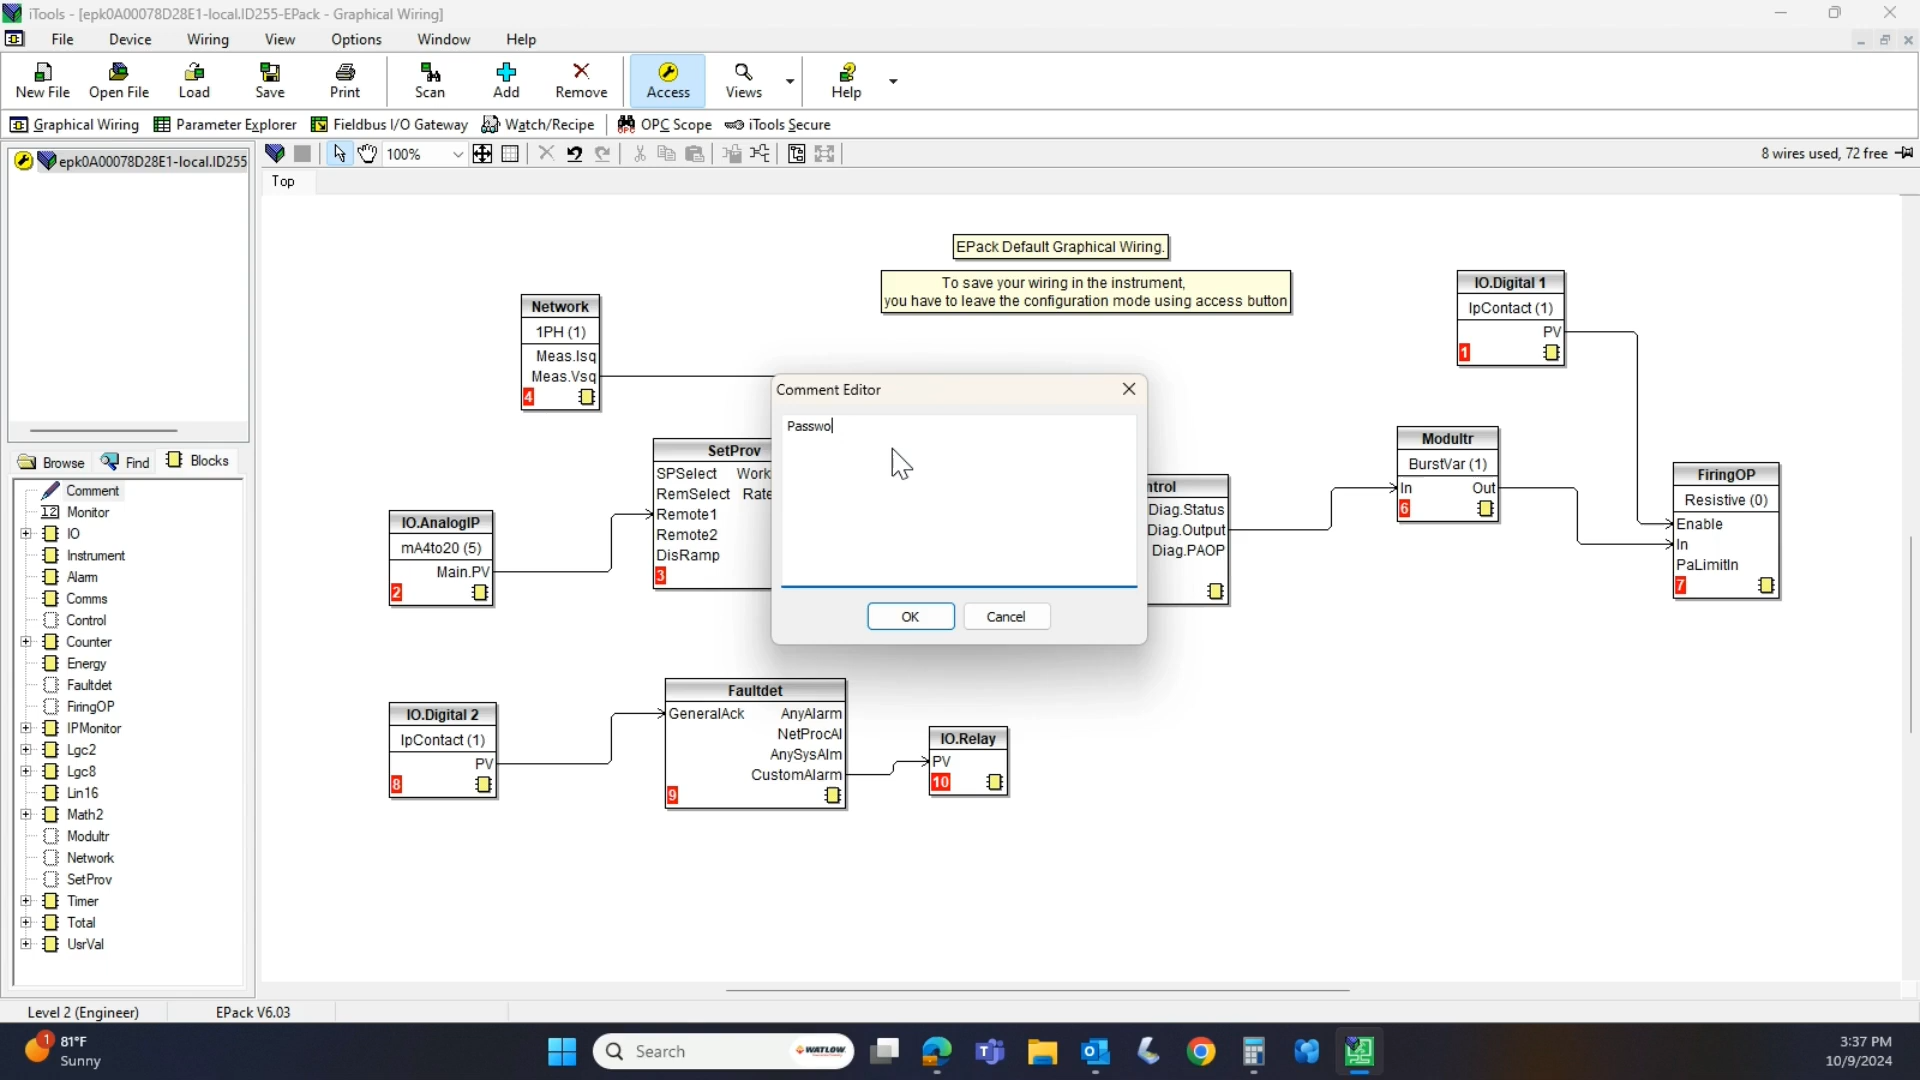 iTools - [epk0A00078D28E1-local.ID255-EPack - Graphical Wiring]
File Device Wiring View Options Window Help
New File Open File Load Save Print Scan Add Remove Access Views Help
Graphical Wiring Parameter Explorer Fieldbus I/O Gateway Watch/Recipe OPC Scope iTools Secure
epk0A00078D28E1-local.ID255
100%
8 wires used, 72 free
Top
EPack Default Graphical Wiring.
To save your wiring in the instrument,
you have to leave the configuration mode using access button
Network
1PH (1)
Meas.Isq
Meas.Vsq
4
IO.Digital 1
IpContact (1)
PV
1
Comment Editor
Passwo
OK Cancel
SetProv
SPSelect Work
RemSelect Rate
Remote1
Remote2
DisRamp
3
IO.AnalogIP
mA4to20 (5)
Main.PV
2
ntrol
Diag.Status
Diag.Output
Diag.PAOP
Modultr
BurstVar (1)
In Out
6
FiringOP
Resistive (0)
Enable
In
PaLimitIn
7
IO.Digital 2
IpContact (1)
PV
8
Faultdet
GeneralAck AnyAlarm
NetProcAl
AnySysAlm
CustomAlarm
9
IO.Relay
PV
10
Browse Find Blocks
Comment
12 Monitor
IO
Instrument
Alarm
Comms
Control
Counter
Energy
Faultdet
FiringOP
IPMonitor
Lgc2
Lgc8
Lin16
Math2
Modultr
Network
SetProv
Timer
Total
UsrVal
Level 2 (Engineer) EPack V6.03
1
81°F
Sunny
Search
WATLOW
3:37 PM
10/9/2024